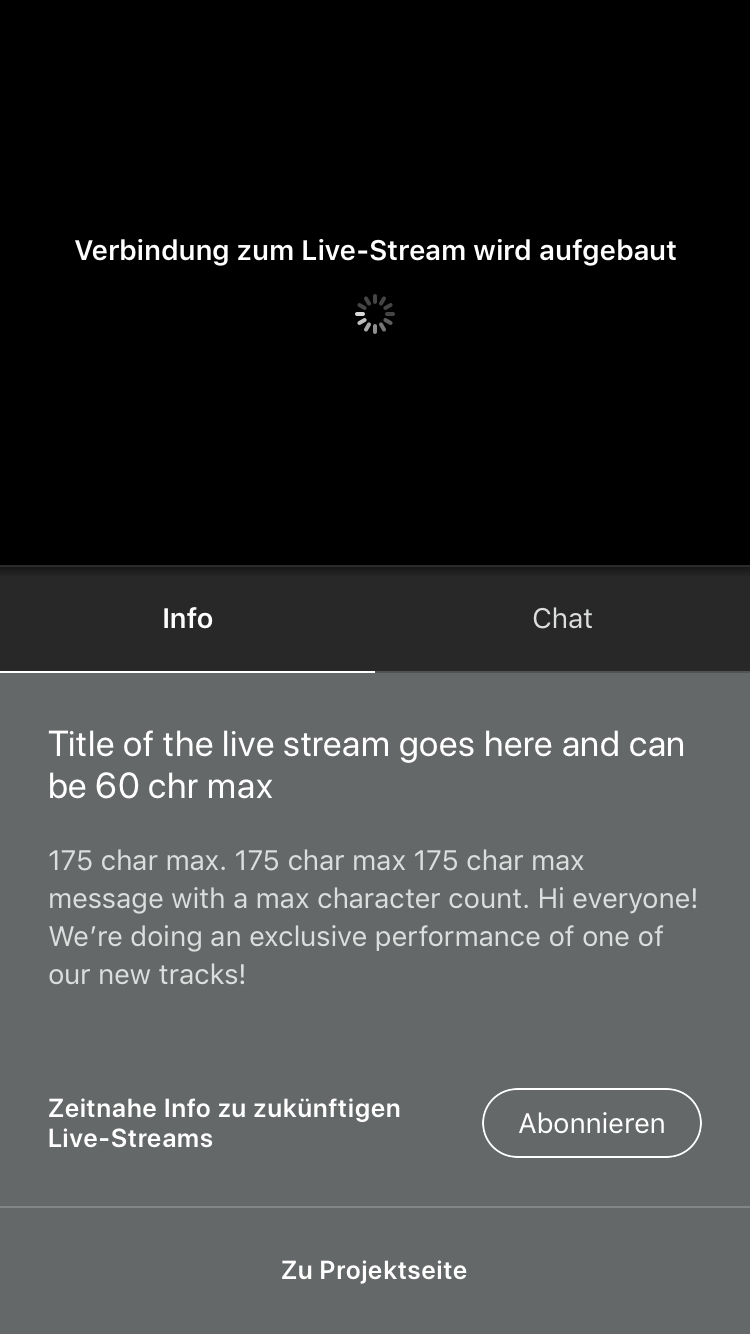 Verbindung zum Live-Stream wird aufgebaut
Info
Chat
Title of the live stream goes here and can
be 60 chr max
175 char max. 175 char max 175 char max
message with a max character count. Hi everyone!
We’re doing an exclusive performance of one of
our new tracks!
Zeitnahe Info zu zukünftigen
Live-Streams
Abonnieren
Zu Projektseite